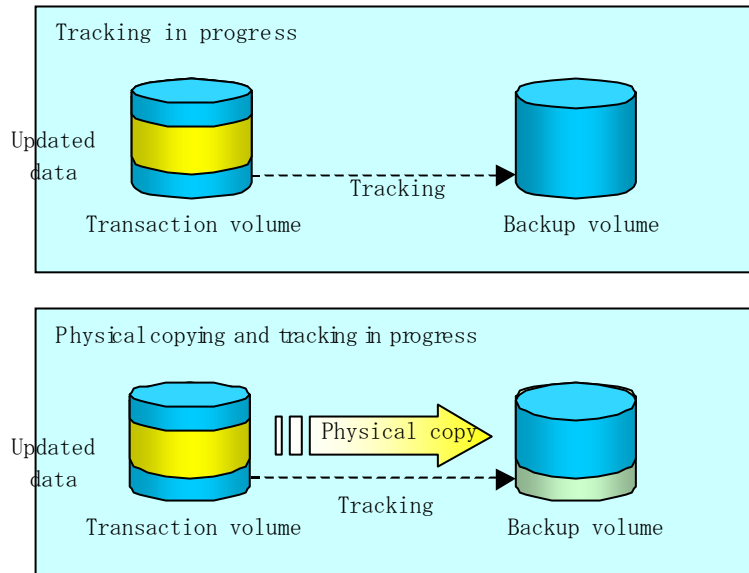 Tracking in progress
Updated
data
Tracking
Transaction volume
Backup volume
Physical copying and tracking in progress
Physical copy
Updated
data
Tracking
Transaction volume
Backup volume